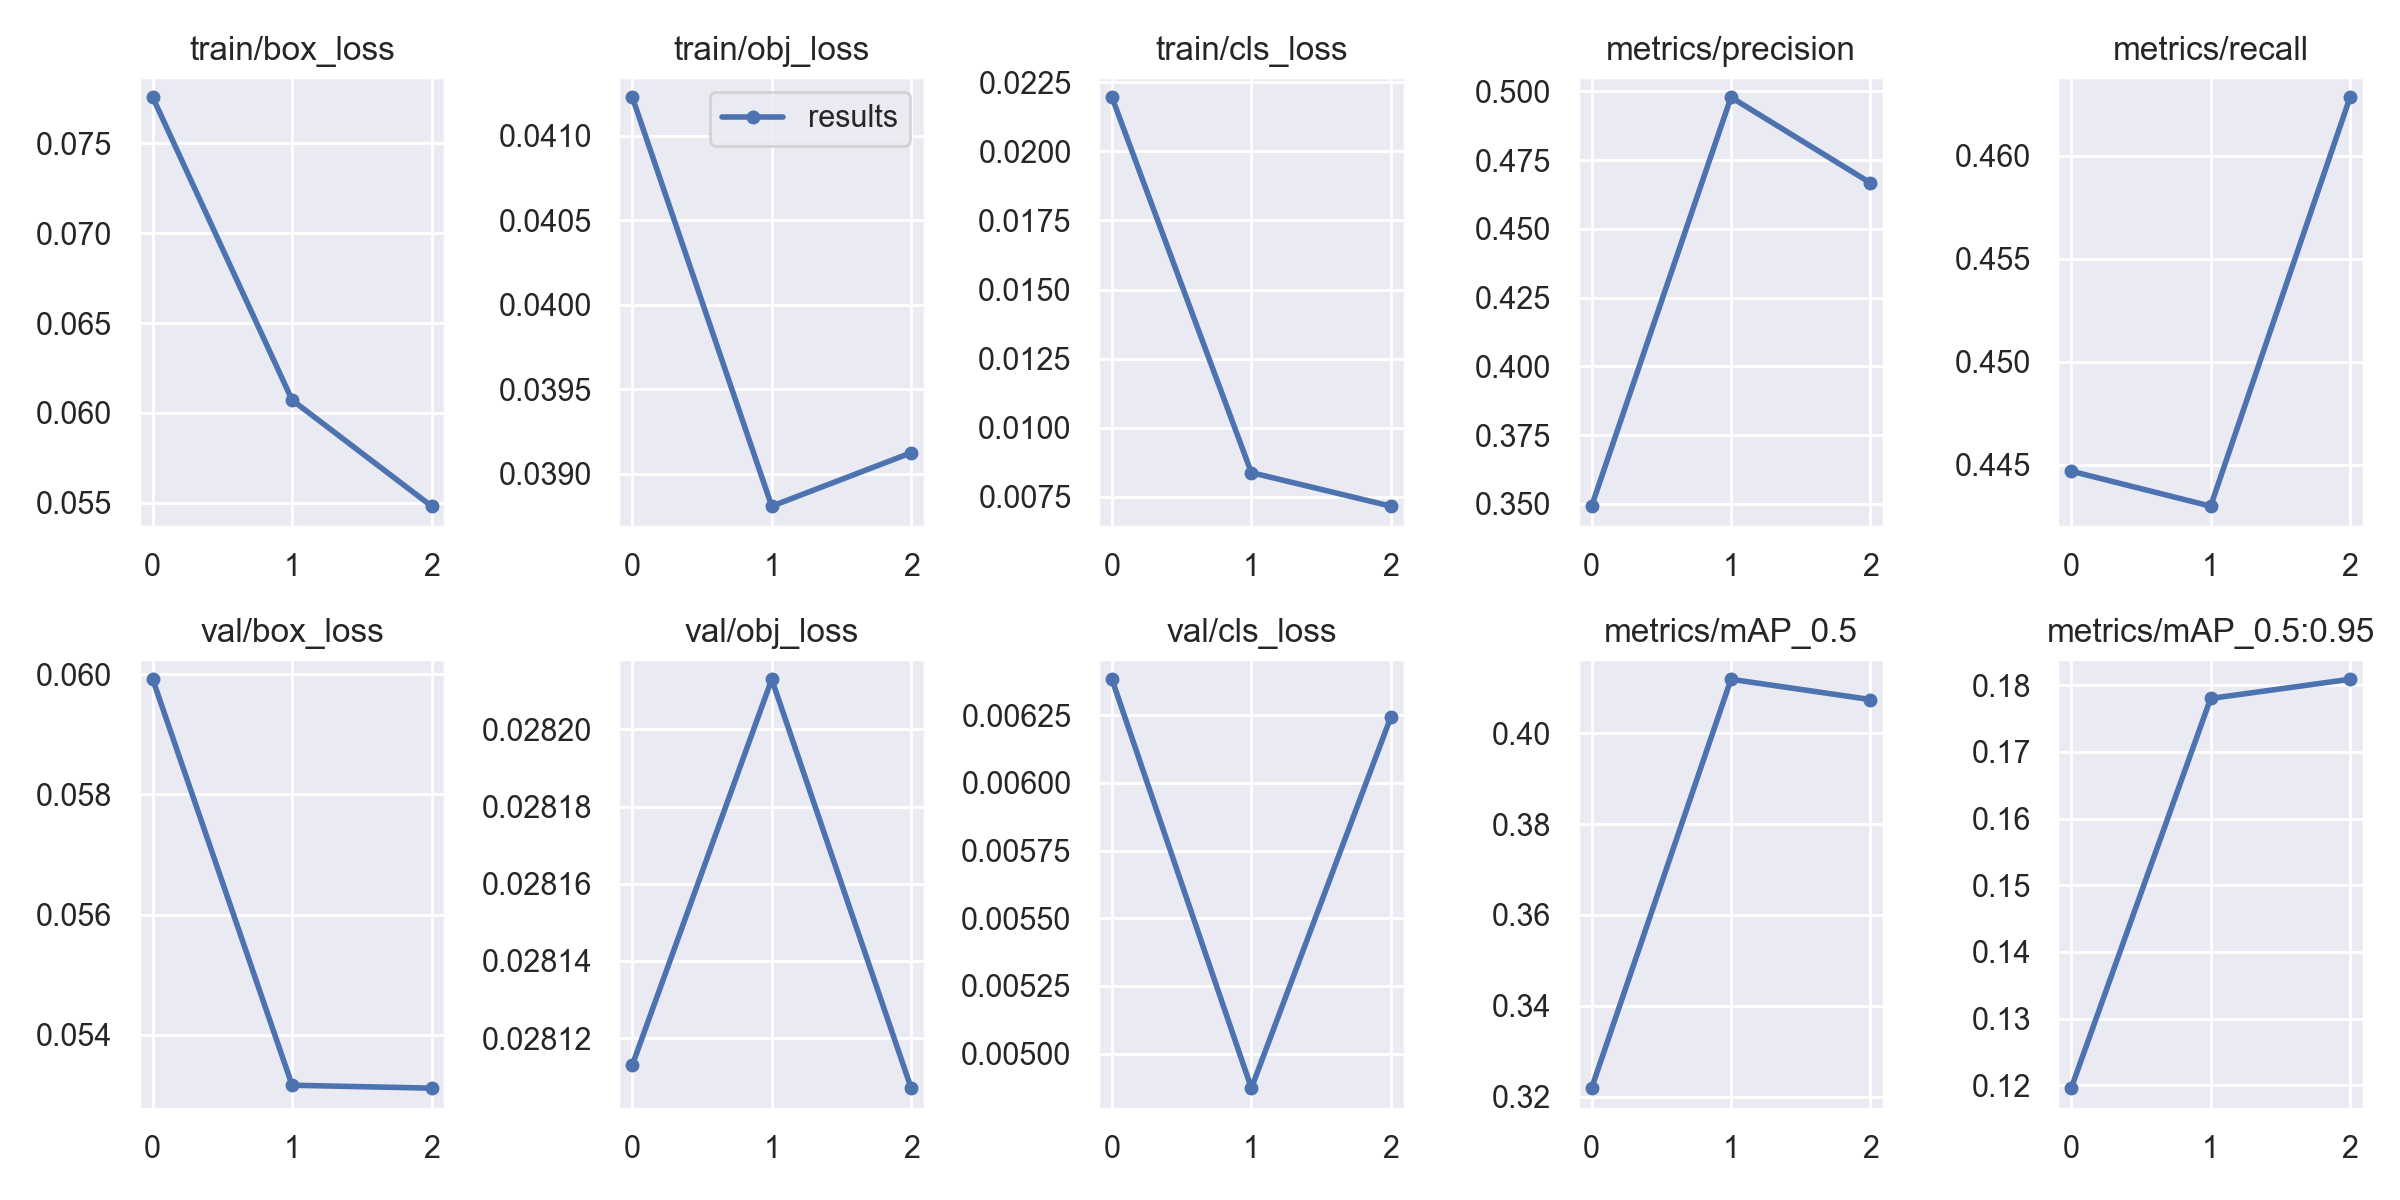 train/box_loss
0.075
0.070
0.065
0.060
0.055
0 1 2
train/obj_loss
results
0.0410
0.0405
0.0400
0.0395
0.0390
0 1 2
train/cls_loss
0.0225
0.0200
0.0175
0.0150
0.0125
0.0100
0.0075
0 1 2
metrics/precision
0.500
0.475
0.450
0.425
0.400
0.375
0.350
0 1 2
metrics/recall
0.460
0.455
0.450
0.445
0 1 2
val/box_loss
0.060
0.058
0.056
0.054
0 1 2
val/obj_loss
0.02820
0.02818
0.02816
0.02814
0.02812
0 1 2
val/cls_loss
0.00625
0.00600
0.00575
0.00550
0.00525
0.00500
0 1 2
metrics/mAP_0.5
0.40
0.38
0.36
0.34
0.32
0 1 2
metrics/mAP_0.5:0.95
0.18
0.17
0.16
0.15
0.14
0.13
0.12
0 1 2